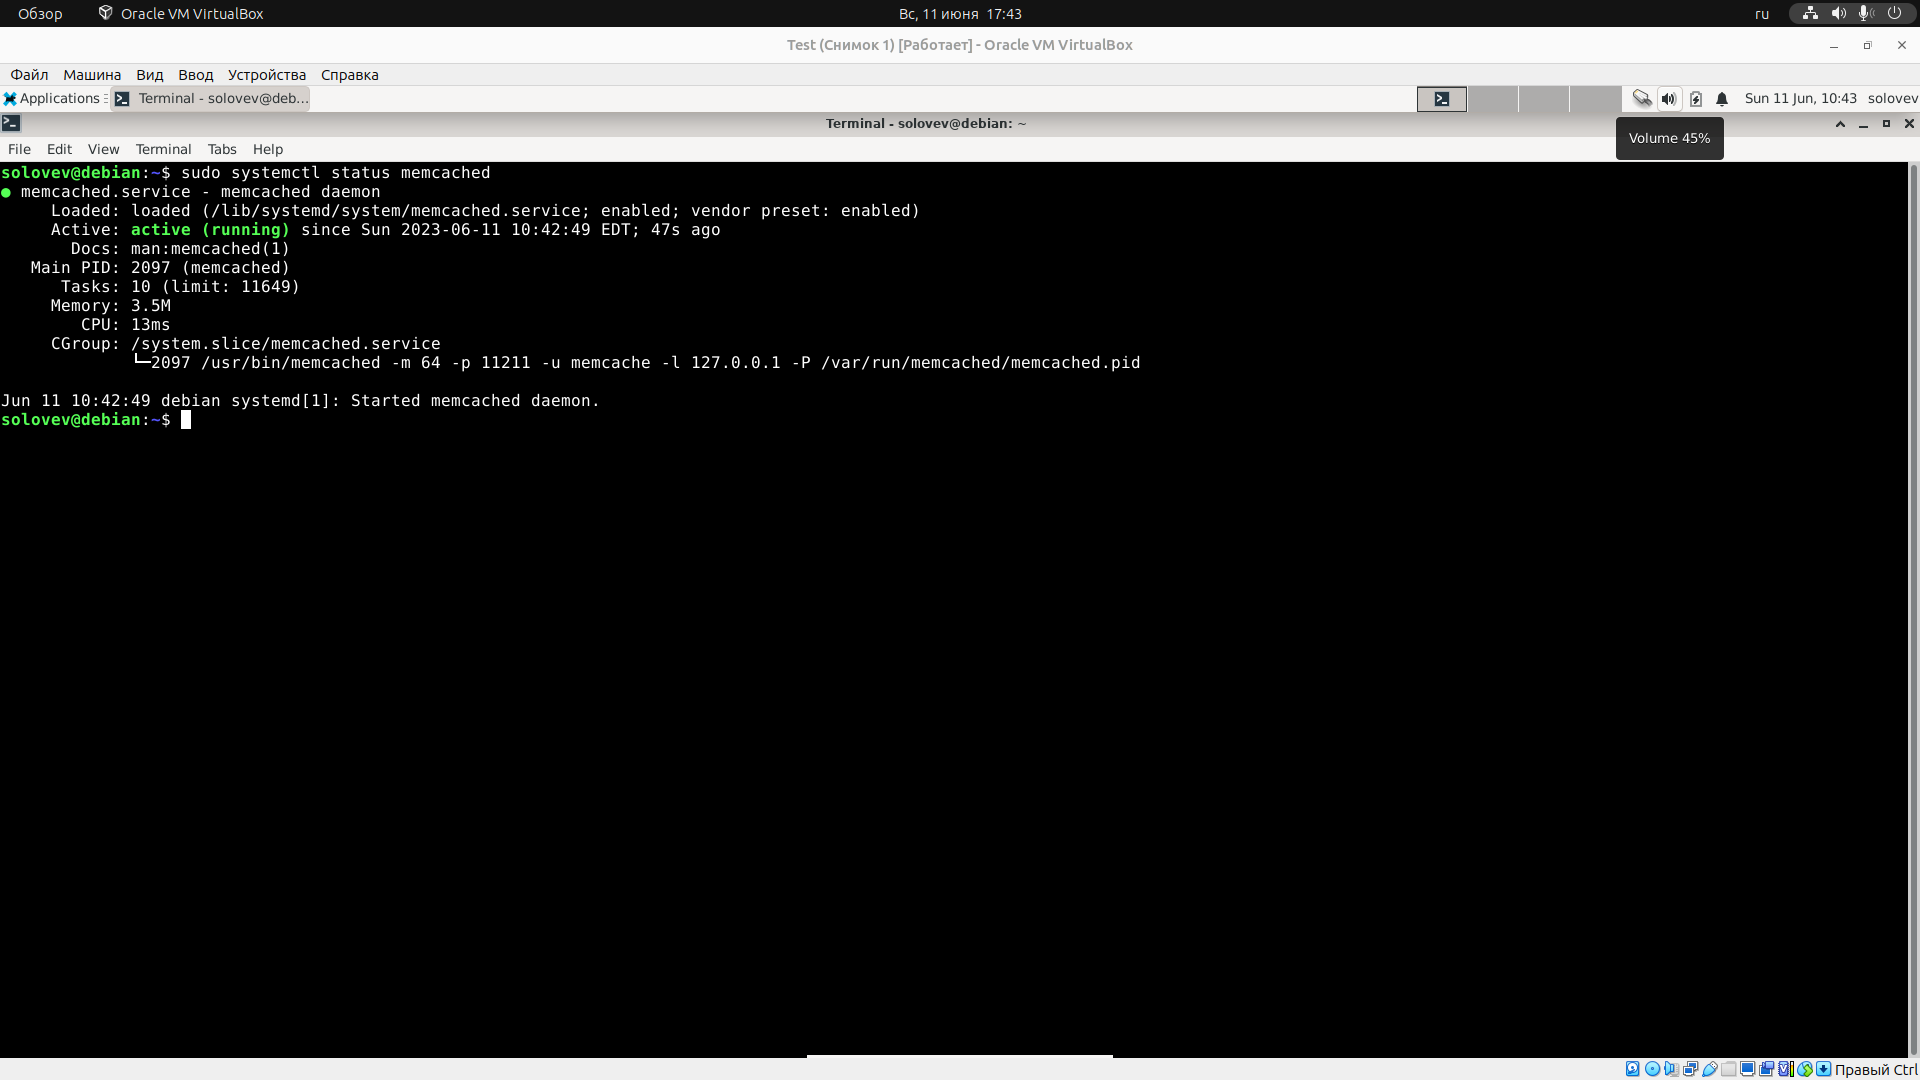 Обзор Oracle VM VirtualBox Вс, 11 июня 17:43 ru
Test (Снимок 1) [Работает] - Oracle VM VirtualBox
Файл Машина Вид Ввод Устройства Справка
Applications Terminal - solovev@deb... Sun 11 Jun, 10:43 solovev
Terminal - solovev@debian: ~
Volume 45%
File Edit View Terminal Tabs Help
solovev@debian:~$ sudo systemctl status memcached
● memcached.service - memcached daemon
Loaded: loaded (/lib/systemd/system/memcached.service; enabled; vendor preset: enabled)
Active: active (running) since Sun 2023-06-11 10:42:49 EDT; 47s ago
Docs: man:memcached(1)
Main PID: 2097 (memcached)
Tasks: 10 (limit: 11649)
Memory: 3.5M
CPU: 13ms
CGroup: /system.slice/memcached.service
└─2097 /usr/bin/memcached -m 64 -p 11211 -u memcache -l 127.0.0.1 -P /var/run/memcached/memcached.pid
Jun 11 10:42:49 debian systemd[1]: Started memcached daemon.
solovev@debian:~$
Правый Ctrl